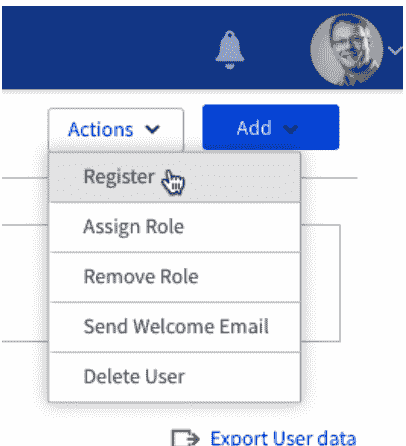 Actions
Add
Register
Assign Role
Remove Role
Send Welcome Email
Delete User
Export User data